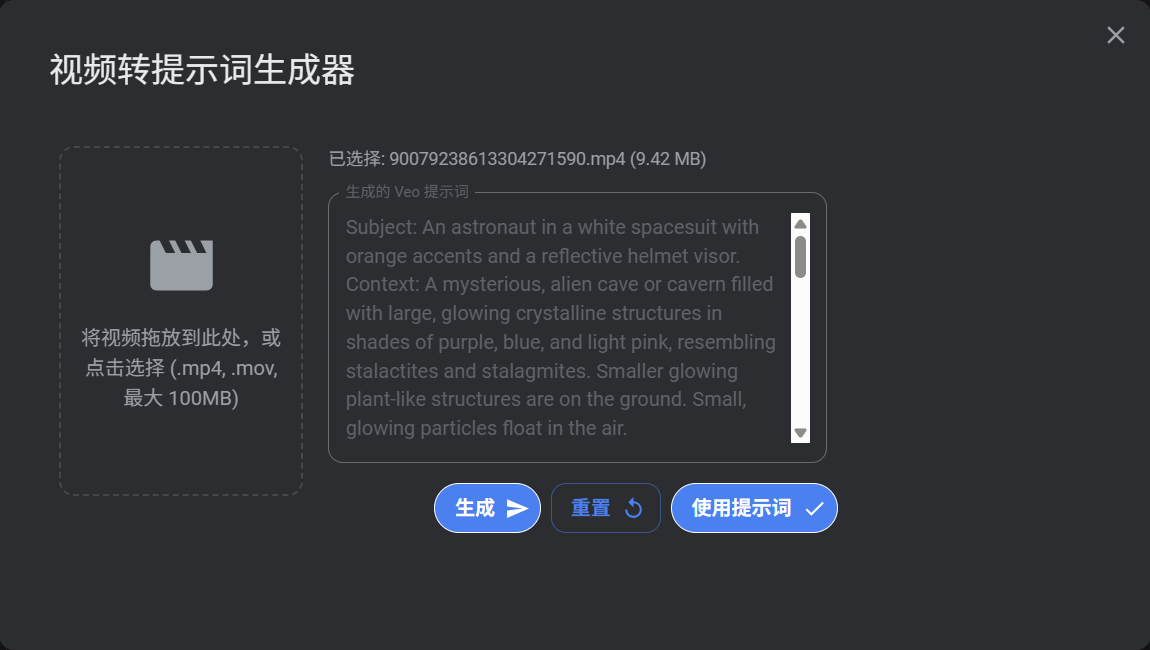 视频转提示词生成器
将视频拖放到此处，或
点击选择 (.mp4, .mov,
最大 100MB)
已选择: 90079238613304271590.mp4 (9.42 MB)
生成的 Veo 提示词
Subject: An astronaut in a white spacesuit with
orange accents and a reflective helmet visor.
Context: A mysterious, alien cave or cavern filled
with large, glowing crystalline structures in
shades of purple, blue, and light pink, resembling
stalactites and stalagmites. Smaller glowing
plant-like structures are on the ground. Small,
glowing particles float in the air.
生成
重置
使用提示词